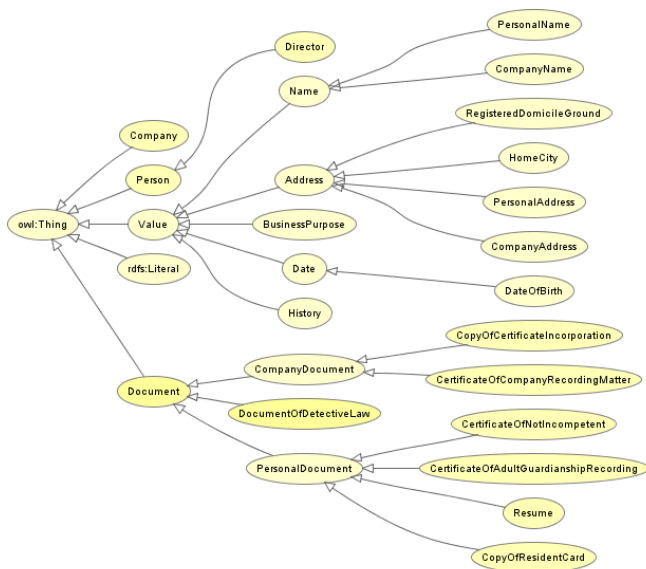 PersonalName
Director
CompanyName
Name
RegisteredDomicileGround
Company
HomeCity
Person
Address
PersonalAddress
owl:Thing
Value
BusinessPurpose
CompanyAddress
rdfs:Literal
Date
DateOfBirth
History
CopyOfCertificateIncorporation
CompanyDocument
CertificateOfCompanyRecordingMatter
Document
DocumentOfDetectiveLaw
CertificateOfNotIncompetent
PersonalDocument
CertificateOfAdultGuardianshipRecording
Resume
CopyOfResidentCard